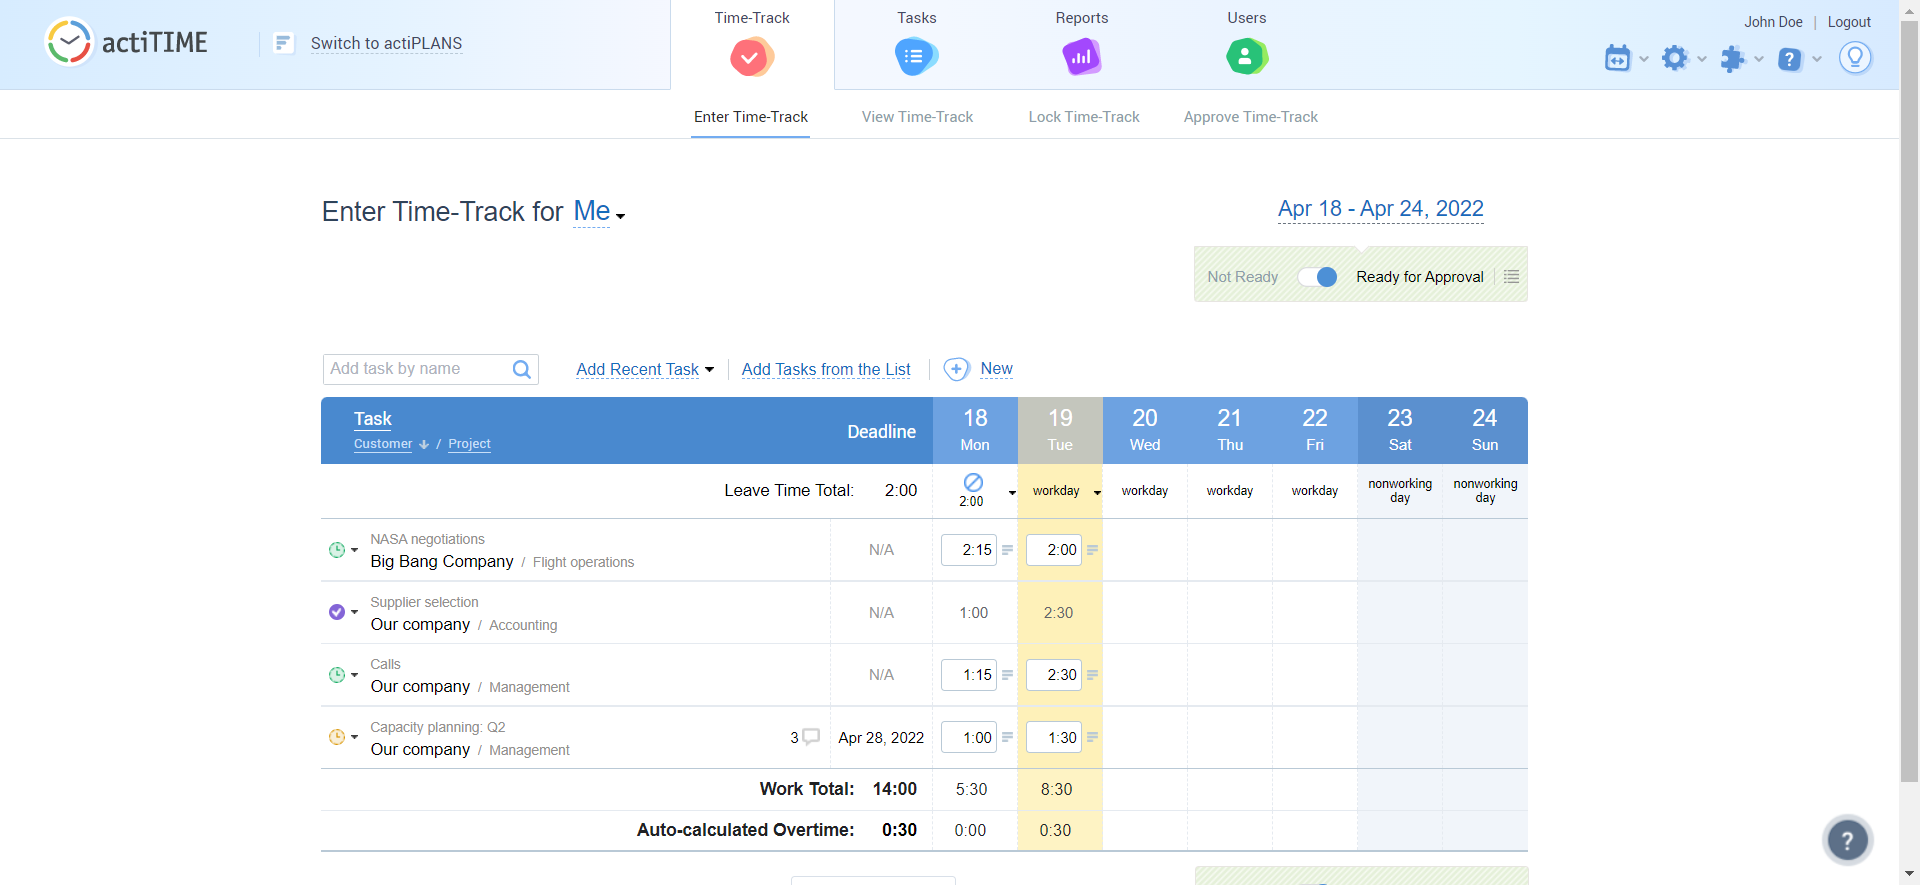 actiTIME
Switch to actiPLANS
Time-Track
Tasks
Reports
Users
John Doe | Logout
Enter Time-Track
View Time-Track
Lock Time-Track
Approve Time-Track
Enter Time-Track for Me
Apr 18 - Apr 24, 2022
Not Ready
Ready for Approval
Add task by name
Add Recent Task
Add Tasks from the List
New
Task
Customer / Project
Deadline
18 Mon
19 Tue
20 Wed
21 Thu
22 Fri
23 Sat
24 Sun
Leave Time Total: 2:00
2:00
workday
workday
workday
workday
nonworking day
nonworking day
NASA negotiations
Big Bang Company / Flight operations
N/A
2:15
2:00
Supplier selection
Our company / Accounting
N/A
1:00
2:30
Calls
Our company / Management
N/A
1:15
2:30
Capacity planning: Q2
Our company / Management
3
Apr 28, 2022
1:00
1:30
Work Total: 14:00
5:30
8:30
Auto-calculated Overtime: 0:30
0:00
0:30
?